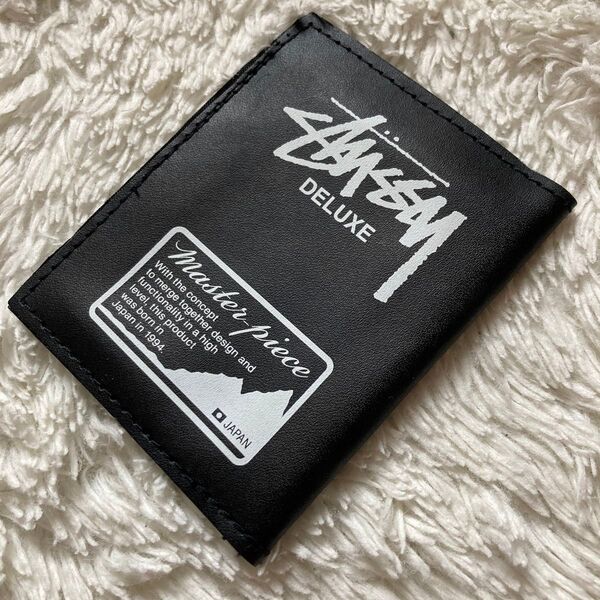 STÜSSY
DELUXE
master-piece
With the concept
to merge together design and
functionality in a high
level, this product
was born in
Japan in 1994.
JAPAN